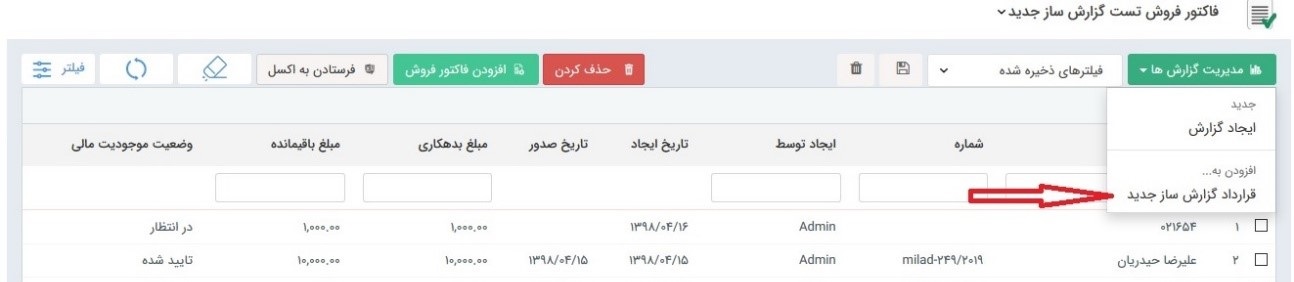 فاکتور فروش تست گزارش ساز جدید
مدیریت گزارش ها فیلترهای ذخیره شده حذف کردن افزودن فاکتور فروش فرستادن به اکسل فیلتر
جدید
ایجاد گزارش
افزودن به...
قرارداد گزارش ساز جدید
شماره ایجاد توسط تاریخ ایجاد تاریخ صدور مبلغ بدهکاری مبلغ باقیمانده وضعیت موجودیت مالی
۱ ۰۲۱۶۵۴ Admin ۱۳۹۸/۰۴/۱۶ ۱,۰۰۰,۰۰ ۱,۰۰۰,۰۰ در انتظار
۲ علیرضا حیدریان milad-۲۴۹/۲۰۱۹ Admin ۱۳۹۸/۰۴/۱۵ ۱۳۹۸/۰۴/۱۵ ۱۰,۰۰۰,۰۰ ۱۰,۰۰۰,۰۰ تایید شده